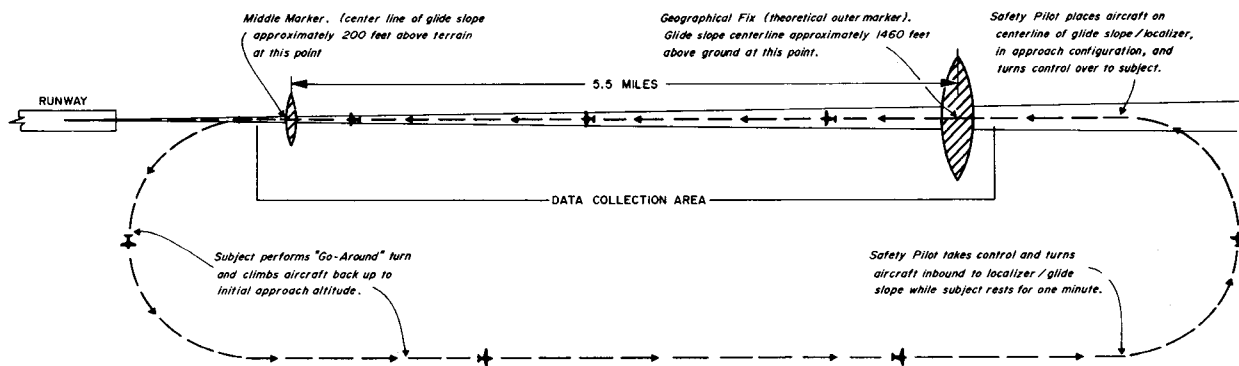 Middle Marker. (center line of glide slope
approximately 200 feet above terrain
at this point
Geographical Fix (theoretical outer marker).
Glide slope centerline approximately 1460 feet
above ground at this point.
Safety Pilot places aircraft on
centerline of glide slope/localizer,
in approach configuration, and
turns control over to subject.
5.5 MILES
RUNWAY
DATA COLLECTION AREA
Subject performs "Go-Around" turn
and climbs aircraft back up to
initial approach altitude.
Safety Pilot takes control and turns
aircraft inbound to localizer/glide
slope while subject rests for one minute.